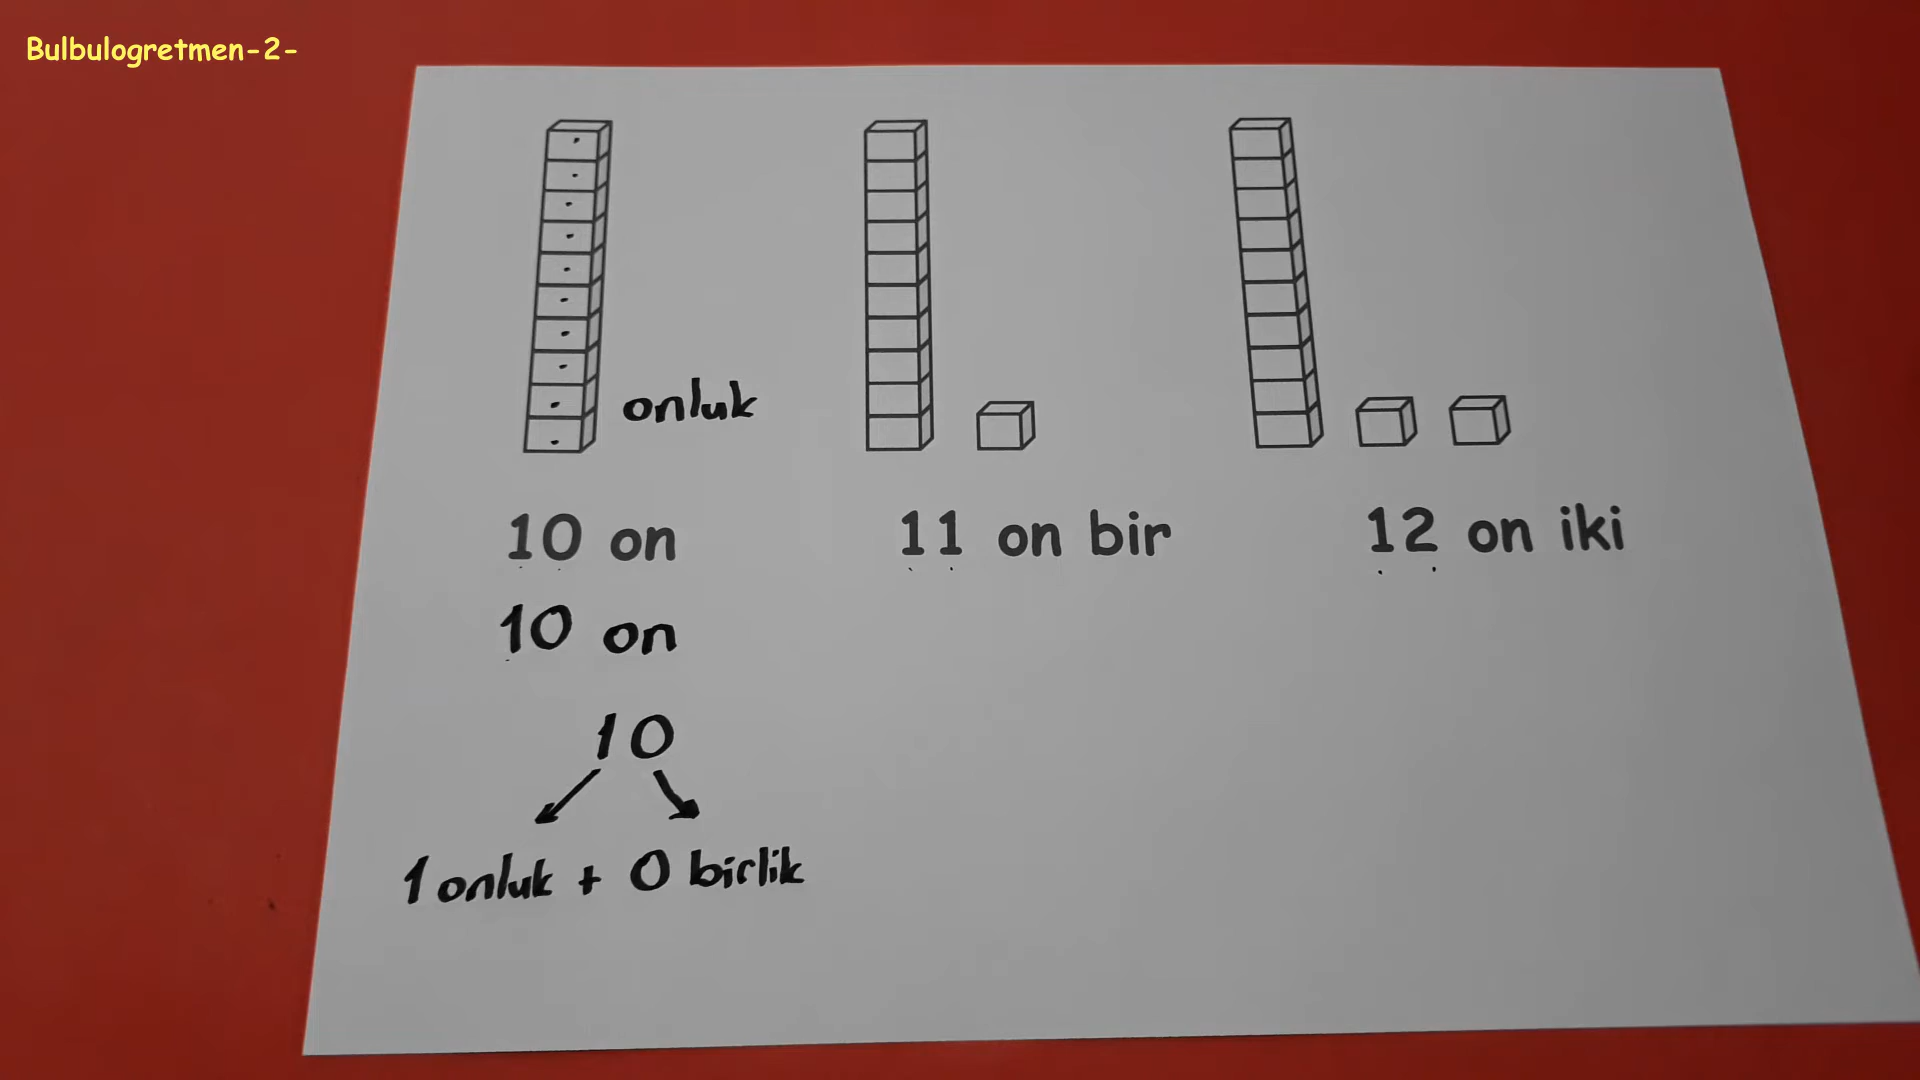 Bulbulogretmen-2-
onluk
10 on
11 on bir
12 on iki
10 on
10
1 onluk + 0 birlik